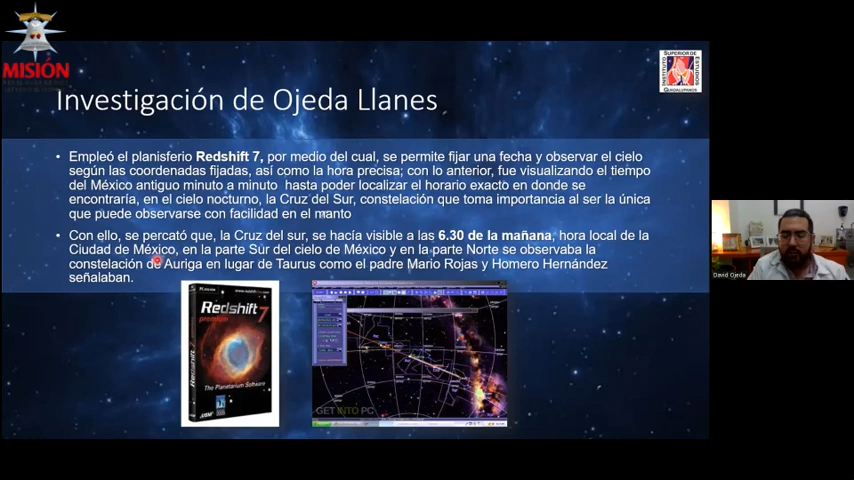 MISIÓN
INSTITUTO
SUPERIOR DE
ESTUDIOS
GUADALUPANOS
Investigación de Ojeda Llanes
• Empleó el planisferio Redshift 7, por medio del cual, se permite fijar una fecha y observar el cielo
según las coordenadas fijadas, así como la hora precisa; con lo anterior, fue visualizando el tiempo
del México antiguo minuto a minuto hasta poder localizar el horario exacto en donde se
encontraría, en el cielo nocturno, la Cruz del Sur, constelación que toma importancia al ser la única
que puede observarse con facilidad en el manto
• Con ello, se percató que, la Cruz del sur, se hacía visible a las 6.30 de la mañana, hora local de la
Ciudad de México, en la parte Sur del cielo de México y en la parte Norte se observaba la
constelación de Auriga en lugar de Taurus como el padre Mario Rojas y Homero Hernández
señalaban.
Redshift 7
premium
The Planetarium Software
Redshift 7
USM
GET INTO PC
David Ojeda